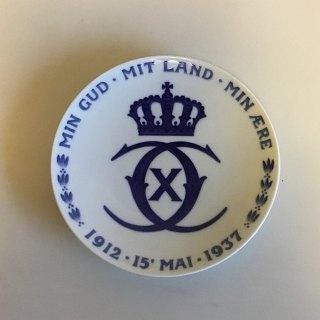 MIN GUD · MIT LAND · MIN ÆRE
X
1912 · 15' MAI · 1937